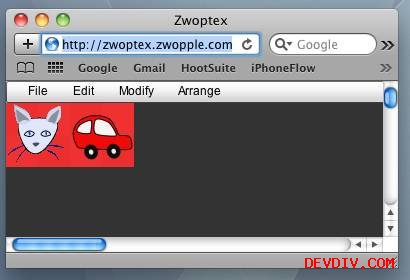 Zwoptex
http://zwoptex.zwopple.com
Google
Google Gmail HootSuite iPhoneFlow
File Edit Modify Arrange
DEVDIV.COM